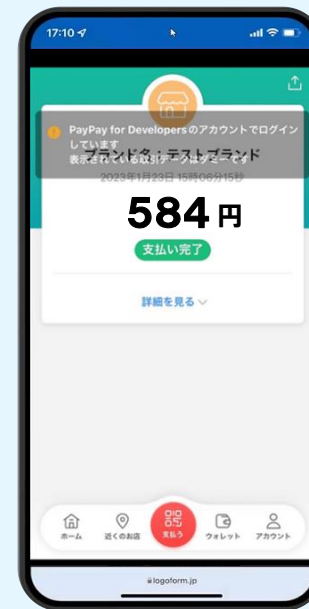 17:10
PayPay for Developersのアカウントでログイン
しています
表示されている取引データはダミーです
ブランド名：テストブランド
2023年1月23日 15時06分15秒
584円
支払い完了
詳細を見る
ホーム
近くのお店
支払う
ウォレット
アカウント
logoform.jp